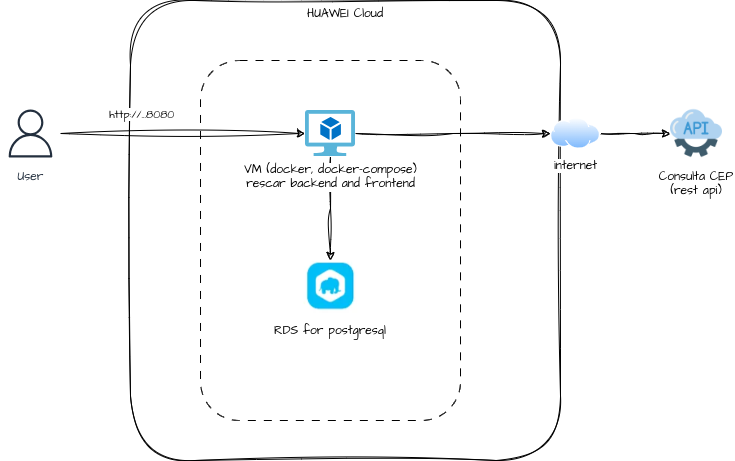 HUAWEI Cloud
http://...8080
User
VM (docker, docker-compose)
rescar backend and frontend
internet
API
Consulta CEP
(rest api)
RDS for postgresql